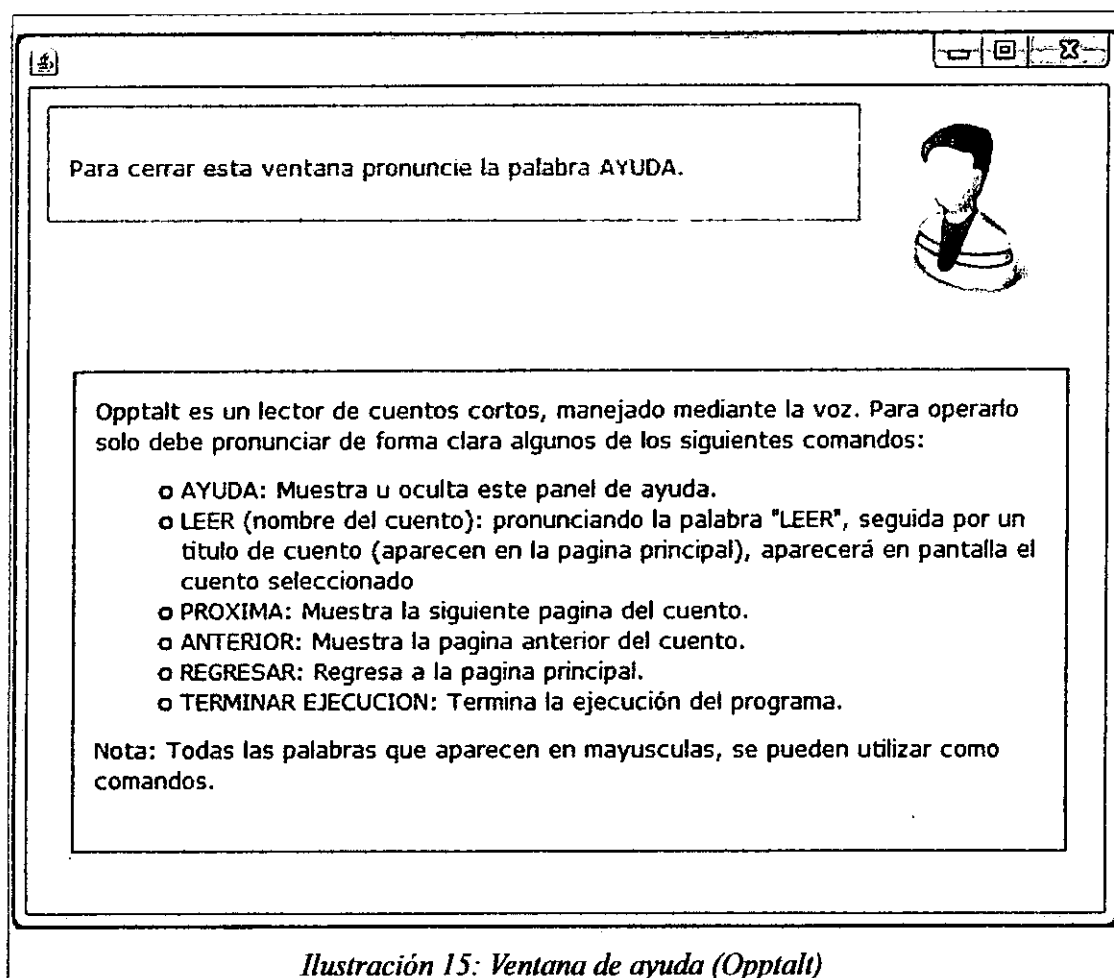 Para cerrar esta ventana pronuncie la palabra AYUDA.
Opptalt es un lector de cuentos cortos, manejado mediante la voz. Para operarlo
solo debe pronunciar de forma clara algunos de los siguientes comandos:
AYUDA: Muestra u oculta este panel de ayuda.
LEER (nombre del cuento): pronunciando la palabra "LEER", seguida por un
titulo de cuento (aparecen en la pagina principal), aparecerá en pantalla el
cuento seleccionado
PROXIMA: Muestra la siguiente pagina del cuento.
ANTERIOR: Muestra la pagina anterior del cuento.
REGRESAR: Regresa a la pagina principal.
TERMINAR EJECUCION: Termina la ejecución del programa.
Nota: Todas las palabras que aparecen en mayusculas, se pueden utilizar como
comandos.
Ilustración 15: Ventana de ayuda (Opptalt)